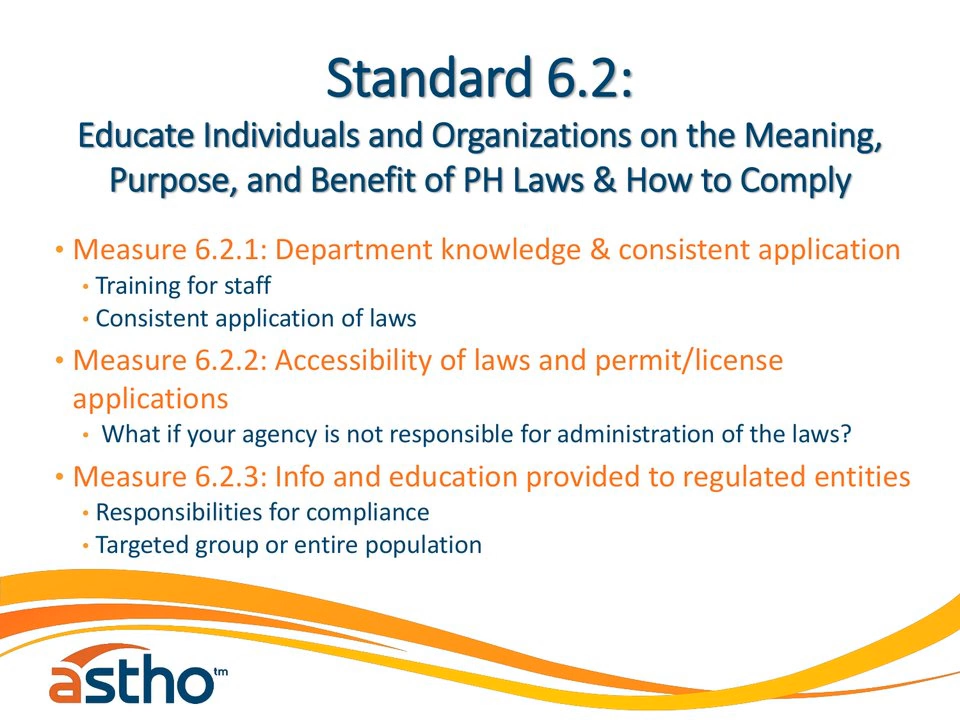 Standard 6.2:
Educate Individuals and Organizations on the Meaning,
Purpose, and Benefit of PH Laws & How to Comply
• Measure 6.2.1: Department knowledge & consistent application
• Training for staff
• Consistent application of laws
• Measure 6.2.2: Accessibility of laws and permit/license
applications
• What if your agency is not responsible for administration of the laws?
• Measure 6.2.3: Info and education provided to regulated entities
• Responsibilities for compliance
• Targeted group or entire population
astho™